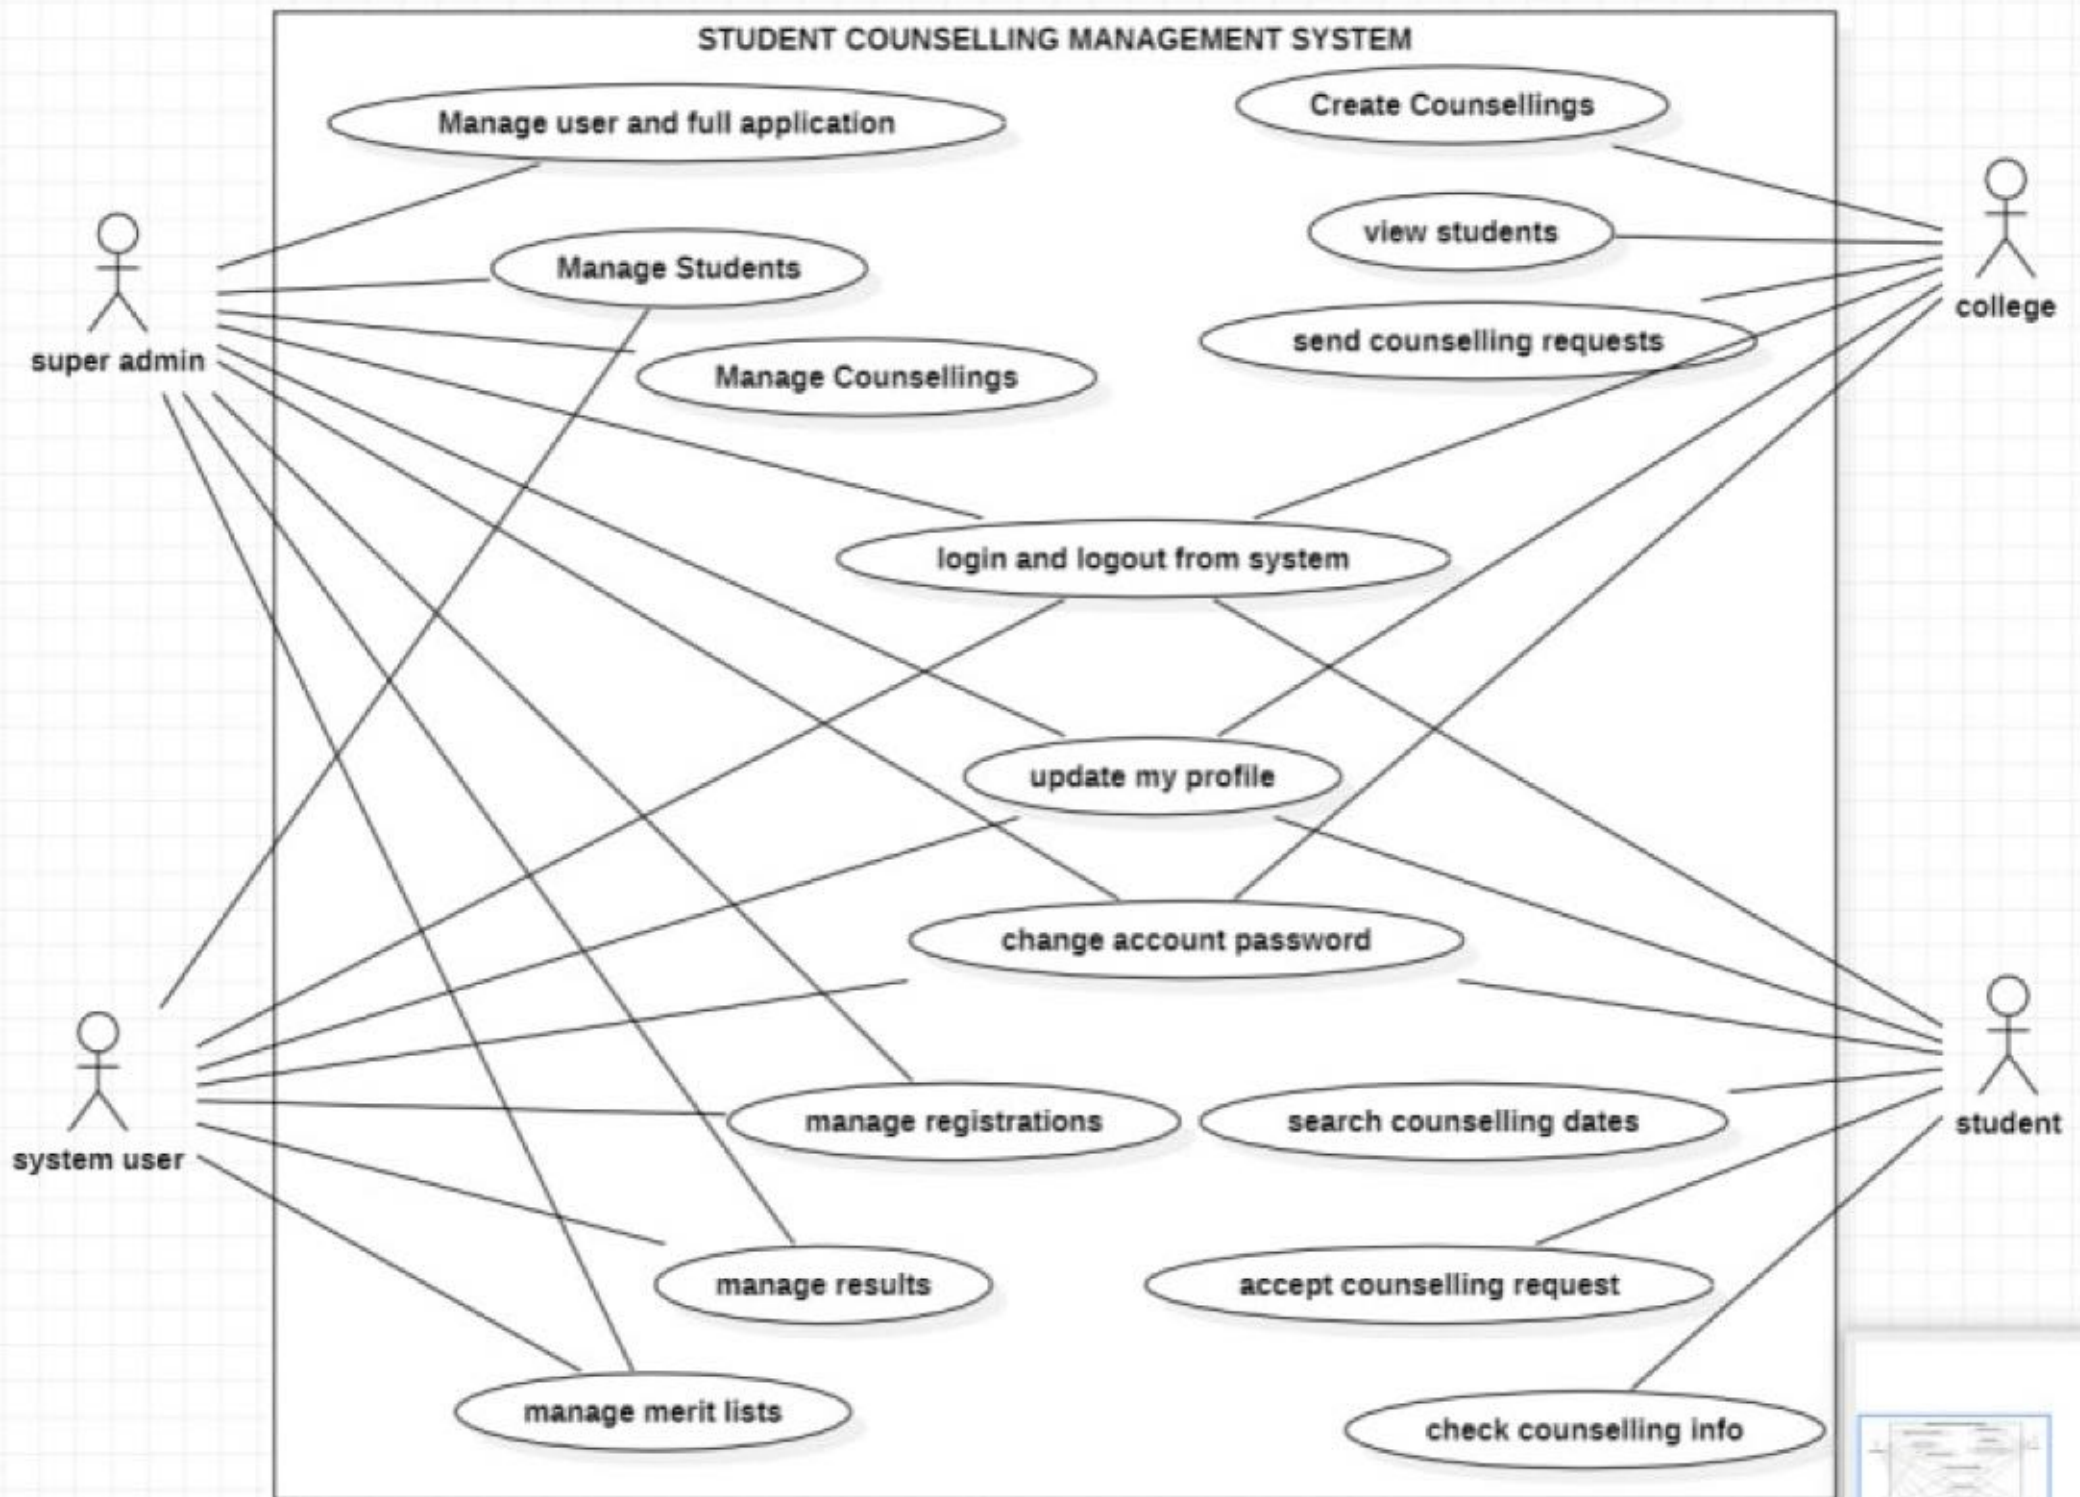 STUDENT COUNSELLING MANAGEMENT SYSTEM
Manage user and full application
Create Counsellings
view students
Manage Students
college
send counselling requests
super admin
Manage Counsellings
login and logout from system
update my profile
change account password
manage registrations
search counselling dates
student
system user
manage results
accept counselling request
manage merit lists
check counselling info